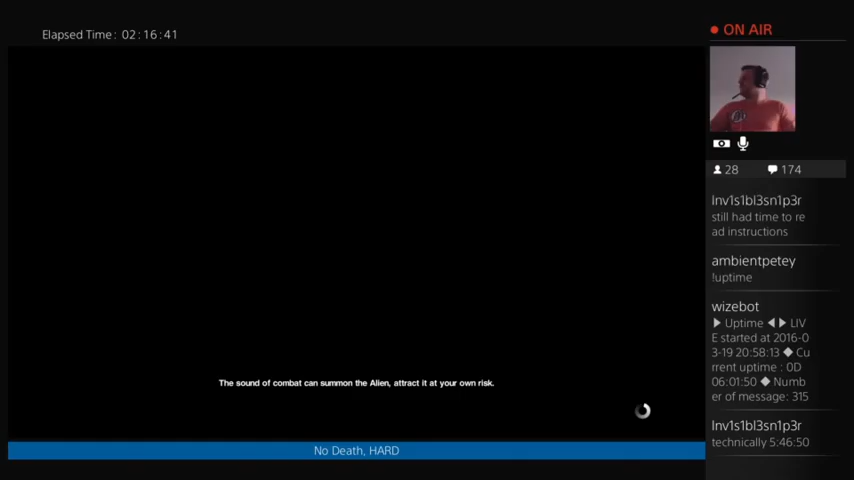 Elapsed Time: 02:16:41
ON AIR
28 174
Inv1s1bl3sn1p3r
still had time to re
ad instructions
ambientpetey
!uptime
wizebot
▶ Uptime ◀▶ LIV
E started at 2016-0
3-19 20:58:13 ◆ Cu
rrent uptime : 0D
06:01:50 ◆ Numb
er of message: 315
Inv1s1bl3sn1p3r
technically 5:46:50
The sound of combat can summon the Alien, attract it at your own risk.
No Death, HARD